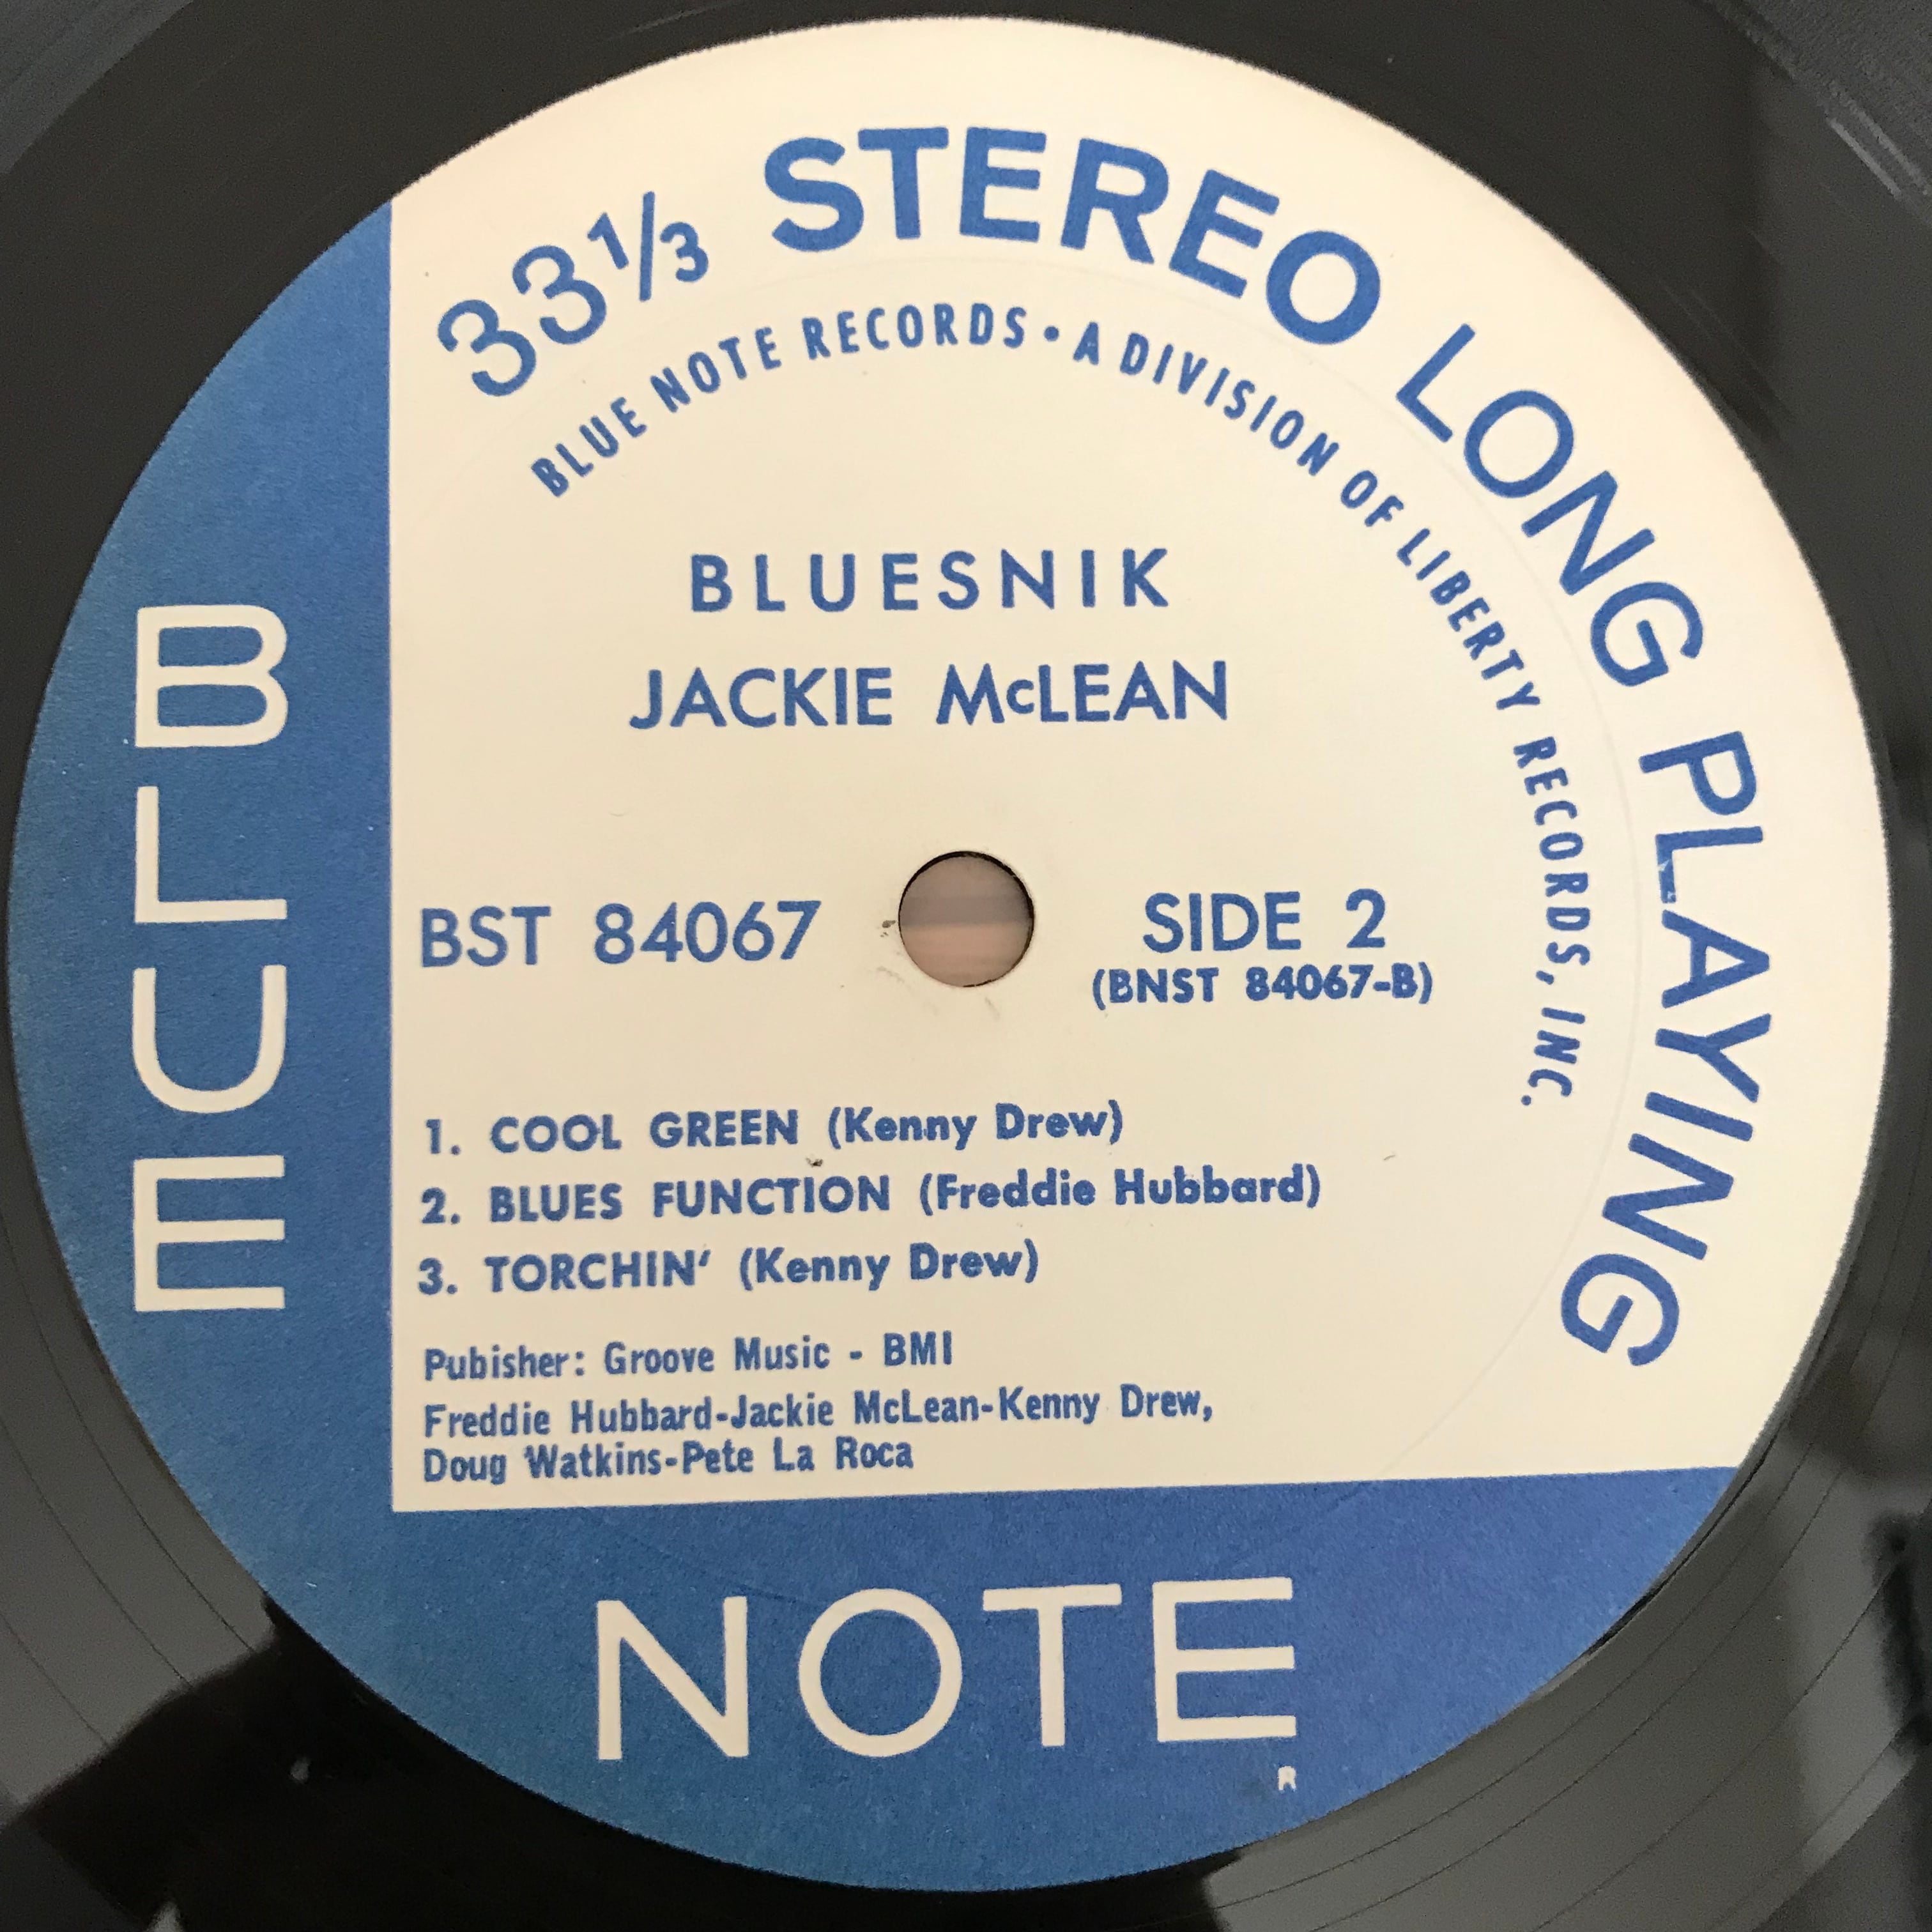 33 1/3 STEREO LONG PLAYING
BLUE NOTE RECORDS • A DIVISION OF LIBERTY RECORDS, INC.
BLUESNIK
JACKIE McLEAN
BST 84067
SIDE 2
(BNST 84067-B)
1. COOL GREEN (Kenny Drew)
2. BLUES FUNCTION (Freddie Hubbard)
3. TORCHIN' (Kenny Drew)
Pubisher: Groove Music - BMI
Freddie Hubbard-Jackie McLean-Kenny Drew,
Doug Watkins-Pete La Roca
BLUE
NOTE
R